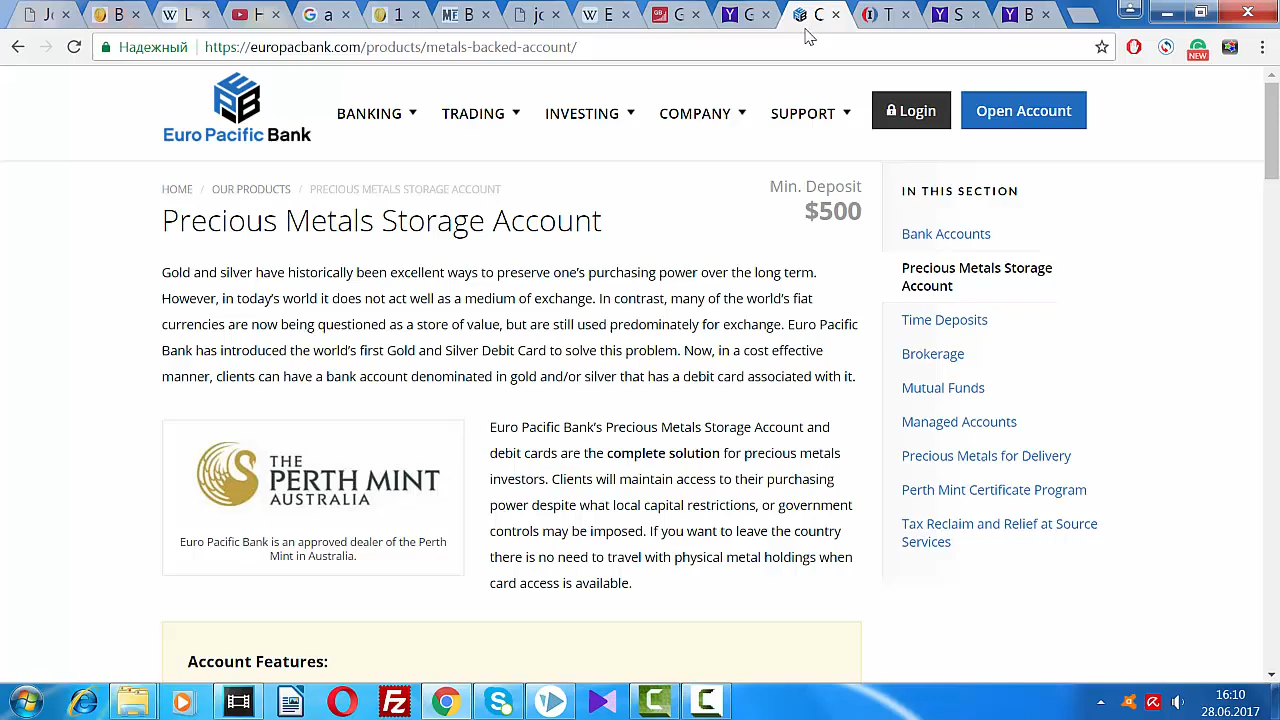 Jc
B
L
H
a
1
B
jc
E
G
G
C
T
S
B
Надежный
https://europacbank.com/products/metals-backed-account/
NEW
Euro Pacific Bank
BANKING
TRADING
INVESTING
COMPANY
SUPPORT
Login
Open Account
HOME / OUR PRODUCTS / PRECIOUS METALS STORAGE ACCOUNT
Min. Deposit
$500
Precious Metals Storage Account
Gold and silver have historically been excellent ways to preserve one's purchasing power over the long term.
However, in today's world it does not act well as a medium of exchange. In contrast, many of the world's fiat
currencies are now being questioned as a store of value, but are still used predominately for exchange. Euro Pacific
Bank has introduced the world's first Gold and Silver Debit Card to solve this problem. Now, in a cost effective
manner, clients can have a bank account denominated in gold and/or silver that has a debit card associated with it.
THE
PERTH MINT
AUSTRALIA
Euro Pacific Bank is an approved dealer of the Perth
Mint in Australia.
Euro Pacific Bank's Precious Metals Storage Account and
debit cards are the complete solution for precious metals
investors. Clients will maintain access to their purchasing
power despite what local capital restrictions, or government
controls may be imposed. If you want to leave the country
there is no need to travel with physical metal holdings when
card access is available.
Account Features:
IN THIS SECTION
Bank Accounts
Precious Metals Storage
Account
Time Deposits
Brokerage
Mutual Funds
Managed Accounts
Precious Metals for Delivery
Perth Mint Certificate Program
Tax Reclaim and Relief at Source
Services
16:10
28.06.2017